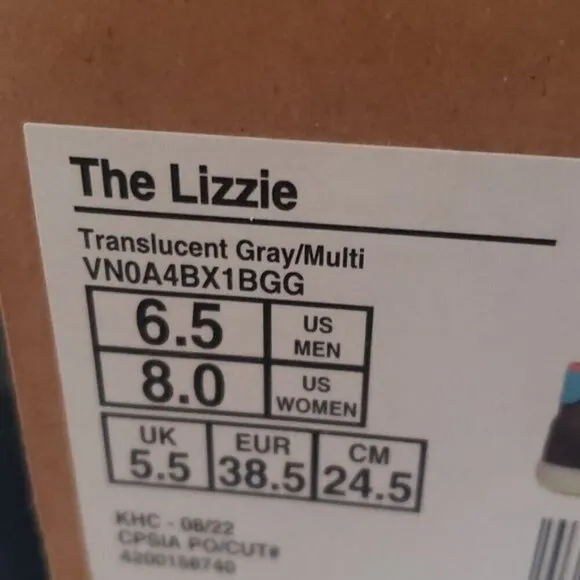 The Lizzie
Translucent Gray/Multi
VN0A4BX1BGG
6.5 US MEN
8.0 US WOMEN
UK EUR CM
5.5 38.5 24.5
KHC - 08/22
CPSIA PO/CUT#
4200156740